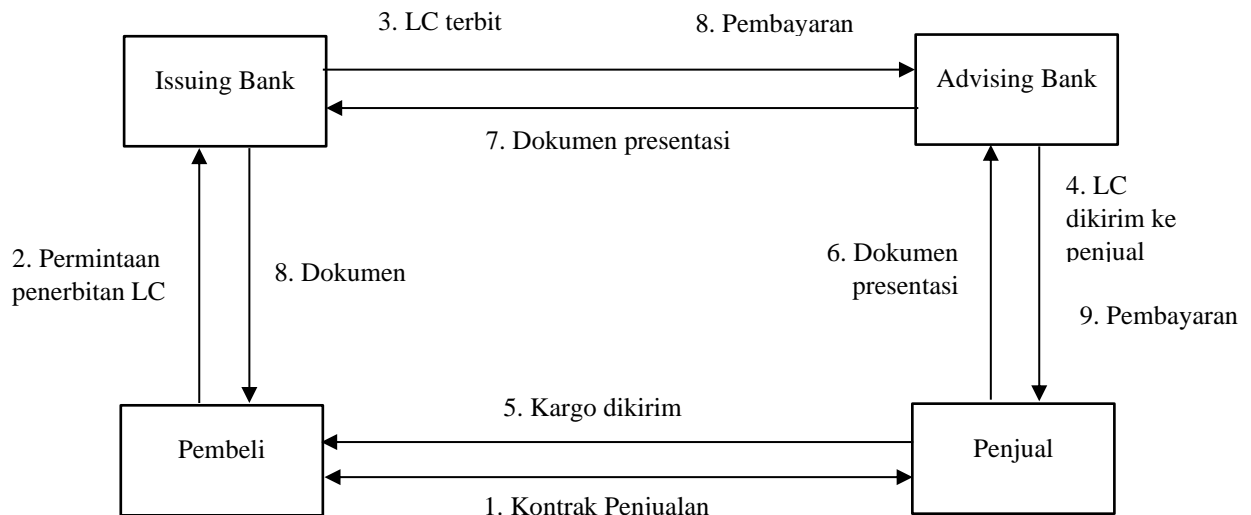 3. LC terbit
8. Pembayaran
Issuing Bank
Advising Bank
7. Dokumen presentasi
4. LC
dikirim ke
penjual
2. Permintaan
penerbitan LC
8. Dokumen
6. Dokumen
presentasi
9. Pembayaran
5. Kargo dikirim
Pembeli
Penjual
1. Kontrak Penjualan